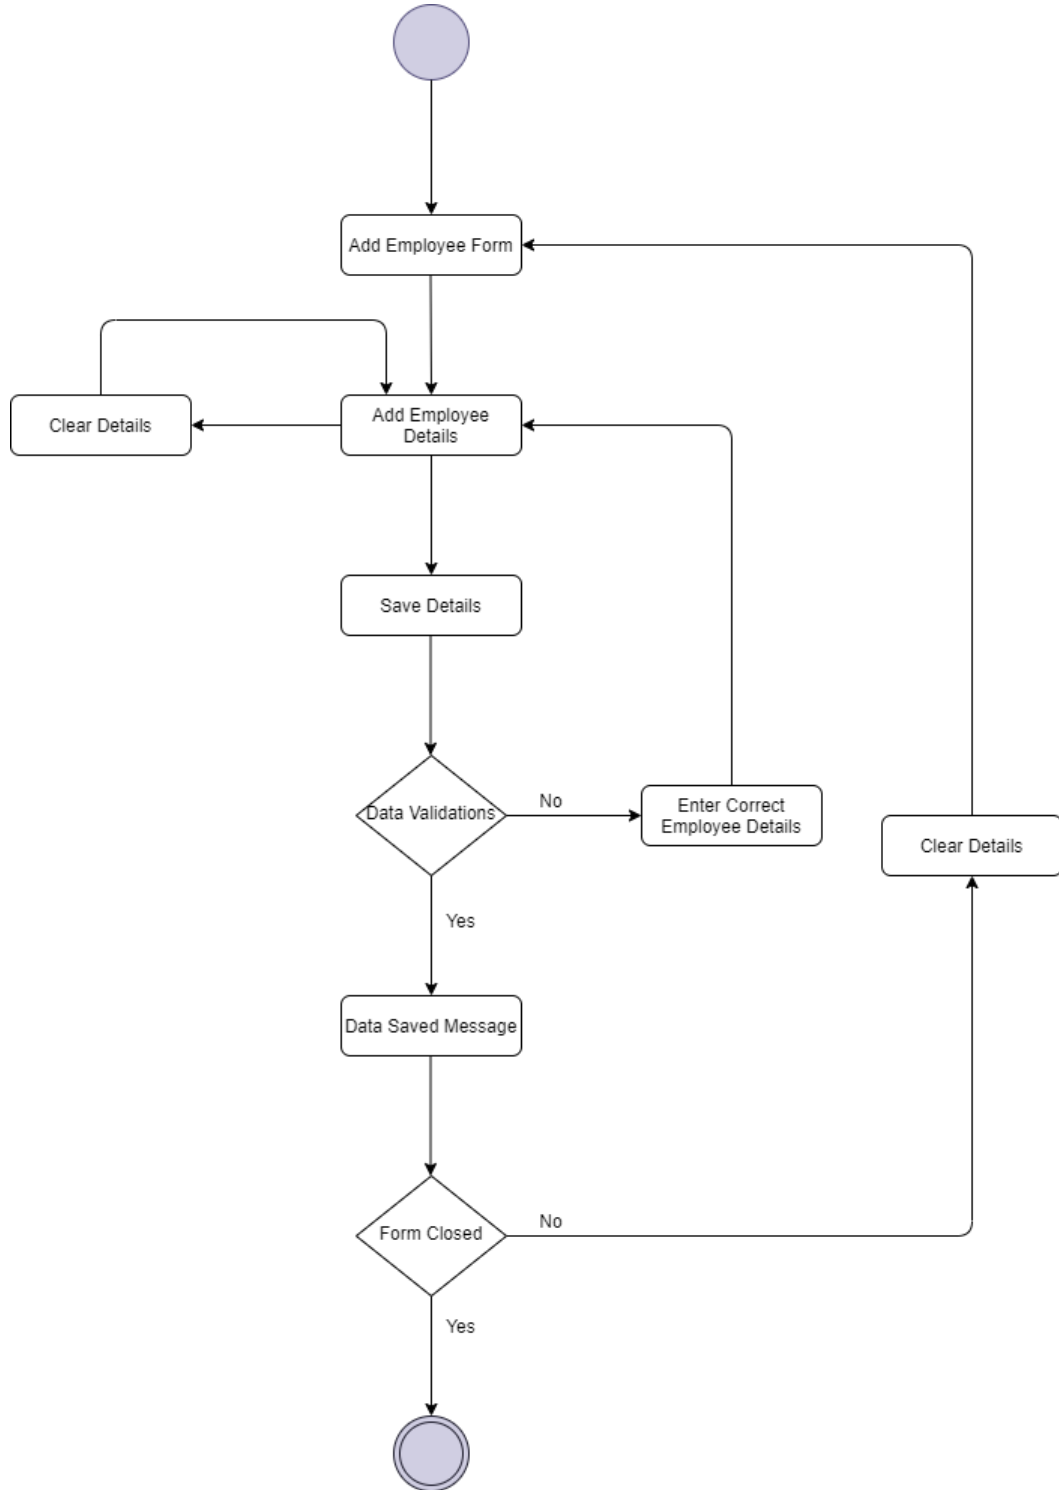 Add Employee Form
Clear Details
Add Employee
Details
Save Details
Data Validations
No
Enter Correct
Employee Details
Clear Details
Yes
Data Saved Message
Form Closed
No
Yes